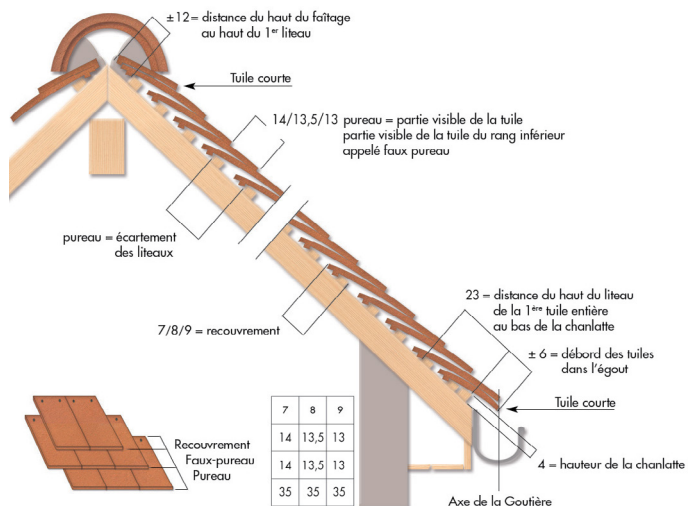 ±12= distance du haut du faîtage
au haut du 1er liteau
Tuile courte
14/13,5/13 pureau = partie visible de la tuile
partie visible de la tuile du rang inférieur
appelé faux pureau
pureau = écartement
des liteaux
23 = distance du haut du liteau
de la 1ère tuile entière
au bas de la chanlatte
7/8/9 = recouvrement
± 6 = débord des tuiles
dans l'égout
Tuile courte
7 8 9
14 13,5 13
14 13,5 13
35 35 35
Recouvrement
Faux-pureau
Pureau
4 = hauteur de la chanlatte
Axe de la Goutière